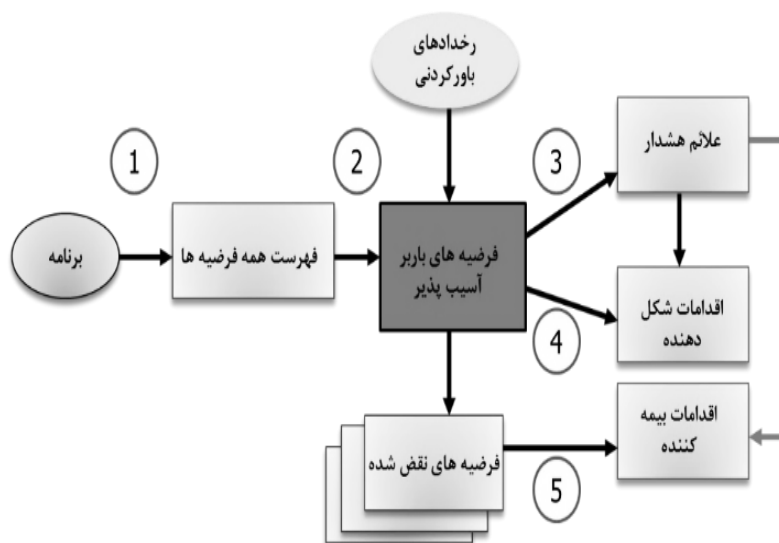 رخدادهای
باورکردنی
علائم هشدار
1
2
3
برنامه
فهرست همه فرضیه ها
فرضیه های باربر
آسیب پذیر
اقدامات شکل
دهنده
4
اقدامات بیمه
کننده
فرضیه های نقض شده
5